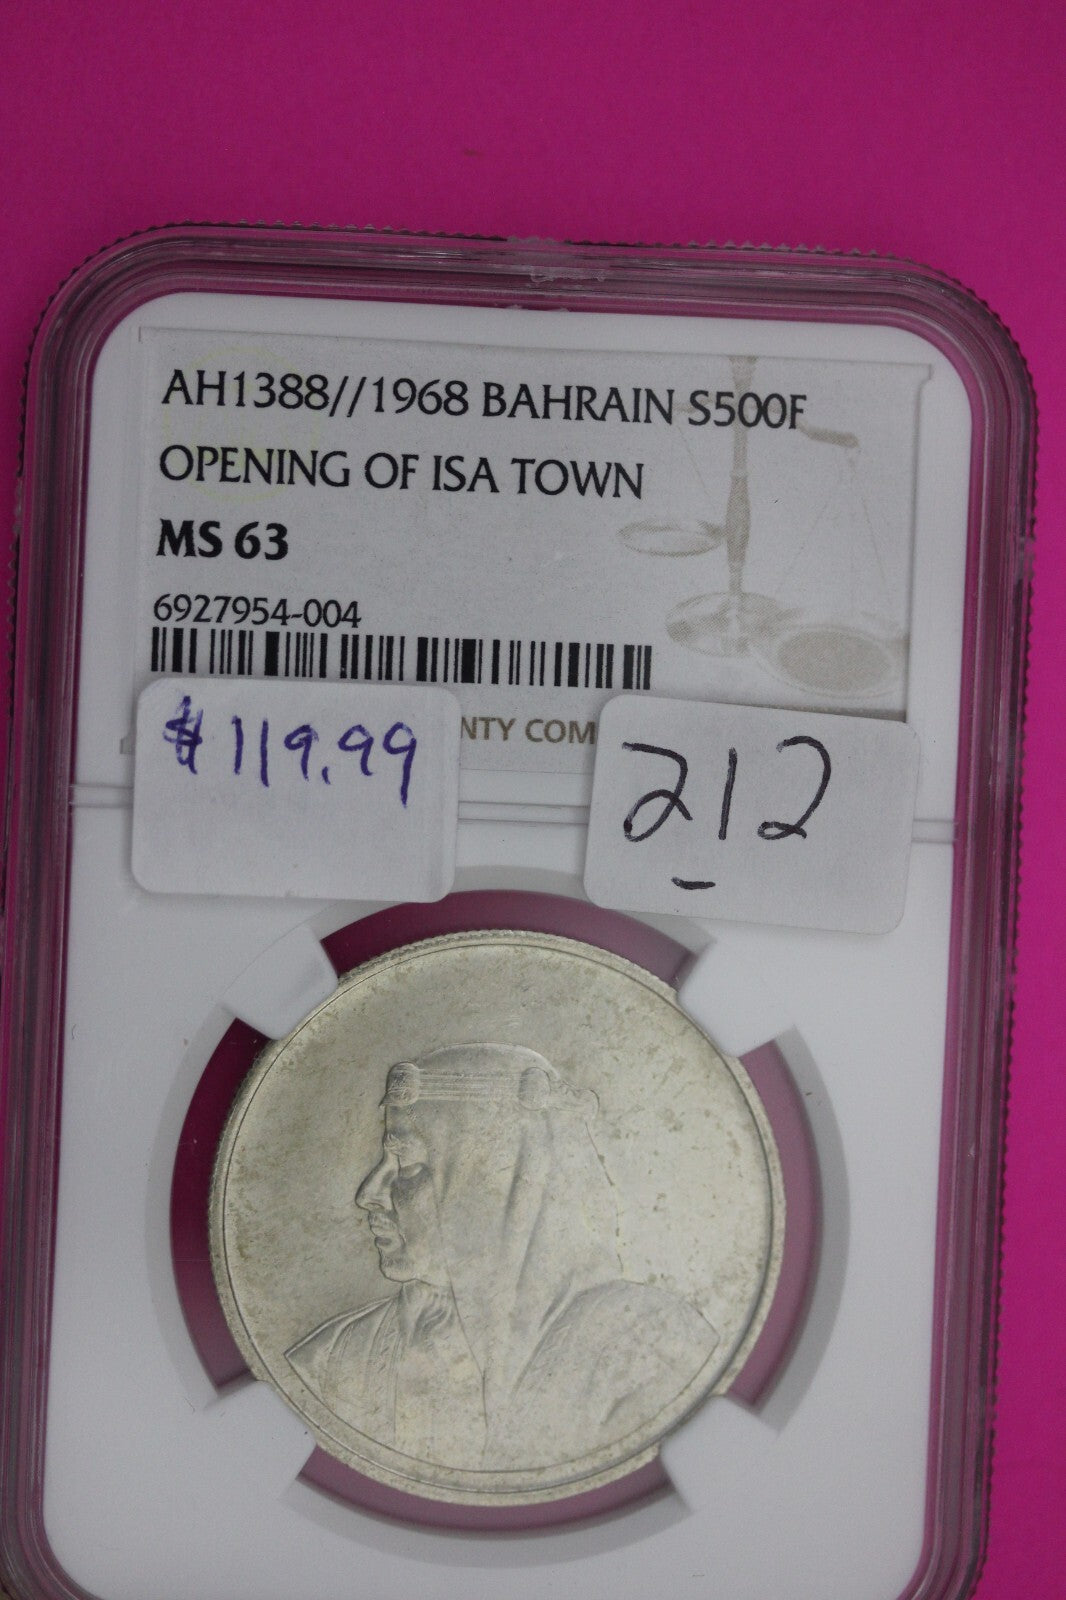 AH1388//1968 BAHRAIN S500F
OPENING OF ISA TOWN
MS 63
6927954-004
NTY COM
$119.99
212